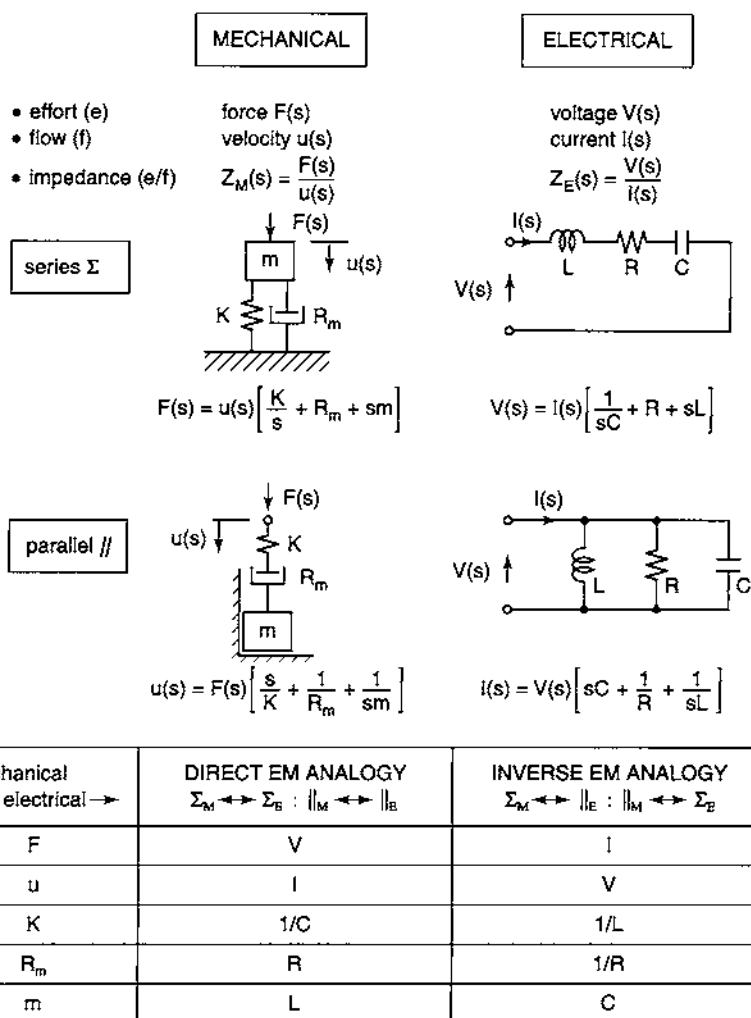 MECHANICAL ELECTRICAL
• effort (e) force F(s) voltage V(s)
• flow (f) velocity u(s) current I(s)
• impedance (e/f) Z_M(s) = F(s)/u(s) Z_E(s) = V(s)/I(s)
series Σ
F(s)
m
u(s)
K
R_m
I(s)
L R C
V(s)
F(s) = u(s)[K/s + R_m + sm] V(s) = I(s)[1/sC + R + sL]
parallel //
F(s)
u(s)
K
R_m
m
I(s)
V(s)
L R C
u(s) = F(s)[s/K + 1/R_m + 1/sm] I(s) = V(s)[sC + 1/R + 1/sL]
hanical DIRECT EM ANALOGY INVERSE EM ANALOGY
electrical → Σ_M ↔ Σ_E : ∥_M ↔ ∥_E Σ_M ↔ ∥_E : ∥_M ↔ Σ_E
F V I
u I V
K 1/C 1/L
R_m R 1/R
m L C